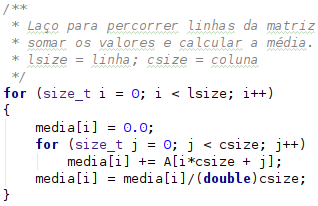 /**
 * Laço para percorrer linhas da matriz
 * somar os valores e calcular a média.
 * lsize = linha; csize = coluna
 */
for (size_t i = 0; i < lsize; i++)
{
    media[i] = 0.0;
    for (size_t j = 0; j < csize; j++)
        media[i] += A[i*csize + j];
    media[i] = media[i]/(double)csize;
}